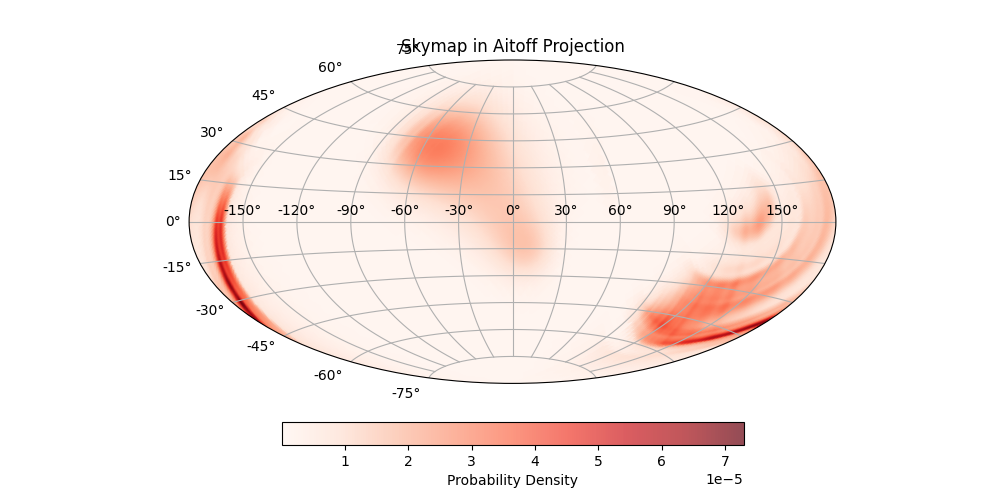 Skymap in Aitoff Projection
75°
60°
45°
30°
15°
-150° -120° -90° -60° -30° 0° 30° 60° 90° 120° 150°
0°
-15°
-30°
-45°
-60°
-75°
1 2 3 4 5 6 7
1e−5
Probability Density